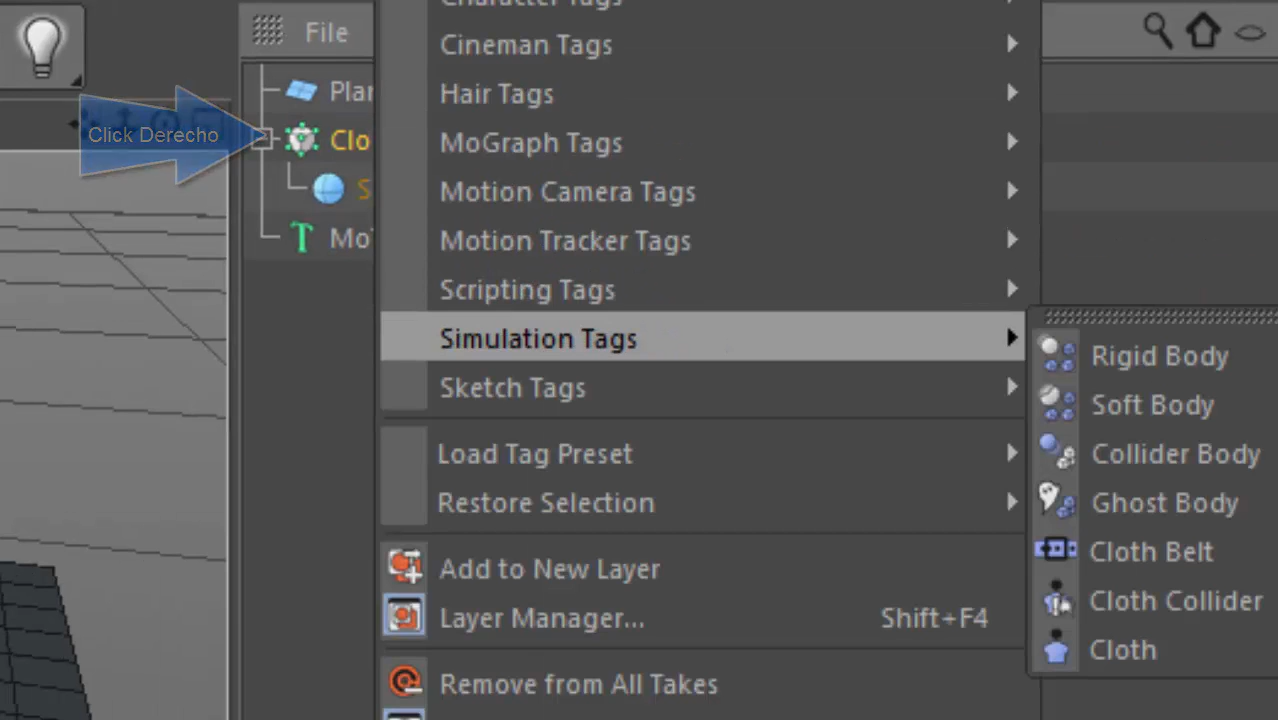 File
Click Derecho
Cineman Tags
Hair Tags
MoGraph Tags
Motion Camera Tags
Motion Tracker Tags
Scripting Tags
Simulation Tags
Sketch Tags
Load Tag Preset
Restore Selection
Add to New Layer
Layer Manager... Shift+F4
Remove from All Takes
Rigid Body
Soft Body
Collider Body
Ghost Body
Cloth Belt
Cloth Collider
Cloth